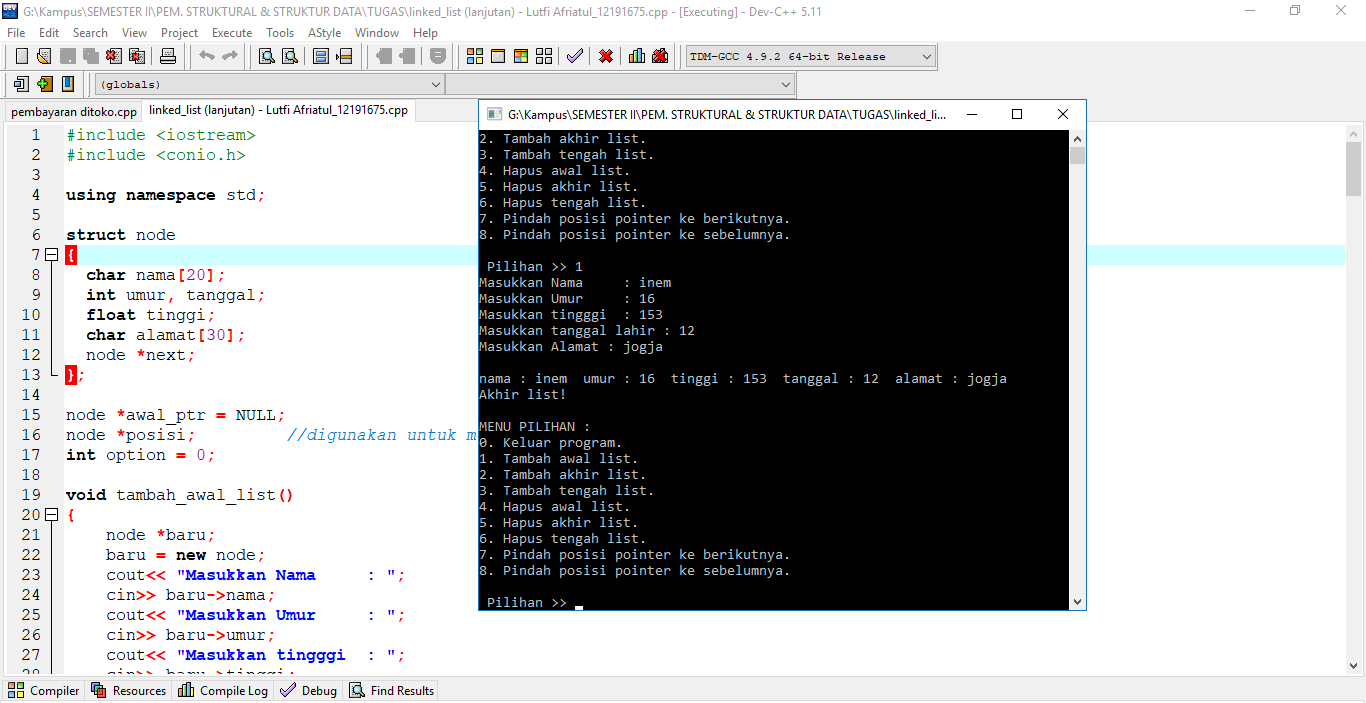 G:\Kampus\SEMESTER II\PEM. STRUKTURAL & STRUKTUR DATA\TUGAS\linked_list (lanjutan) - Lutfi Afriatul_12191675.cpp - [Executing] - Dev-C++ 5.11
File Edit Search View Project Execute Tools AStyle Window Help
TDM-GCC 4.9.2 64-bit Release
(globals)
pembayaran ditoko.cpp linked_list (lanjutan) - Lutfi Afriatul_12191675.cpp
1 #include <iostream>
2 #include <conio.h>
3
4 using namespace std;
5
6 struct node
7 {
8 char nama[20];
9 int umur, tanggal;
10 float tinggi;
11 char alamat[30];
12 node *next;
13 };
14
15 node *awal_ptr = NULL;
16 node *posisi; //digunakan untuk m
17 int option = 0;
18
19 void tambah_awal_list()
20 {
21 node *baru;
22 baru = new node;
23 cout<< "Masukkan Nama : ";
24 cin>> baru->nama;
25 cout<< "Masukkan Umur : ";
26 cin>> baru->umur;
27 cout<< "Masukkan tingggi : ";
28 cin>> baru->tinggi;
G:\Kampus\SEMESTER II\PEM. STRUKTURAL & STRUKTUR DATA\TUGAS\linked_li...
2. Tambah akhir list.
3. Tambah tengah list.
4. Hapus awal list.
5. Hapus akhir list.
6. Hapus tengah list.
7. Pindah posisi pointer ke berikutnya.
8. Pindah posisi pointer ke sebelumnya.
Pilihan >> 1
Masukkan Nama : inem
Masukkan Umur : 16
Masukkan tingggi : 153
Masukkan tanggal lahir : 12
Masukkan Alamat : jogja
nama : inem umur : 16 tinggi : 153 tanggal : 12 alamat : jogja
Akhir list!
MENU PILIHAN :
0. Keluar program.
1. Tambah awal list.
2. Tambah akhir list.
3. Tambah tengah list.
4. Hapus awal list.
5. Hapus akhir list.
6. Hapus tengah list.
7. Pindah posisi pointer ke berikutnya.
8. Pindah posisi pointer ke sebelumnya.
Pilihan >>
Compiler Resources Compile Log Debug Find Results